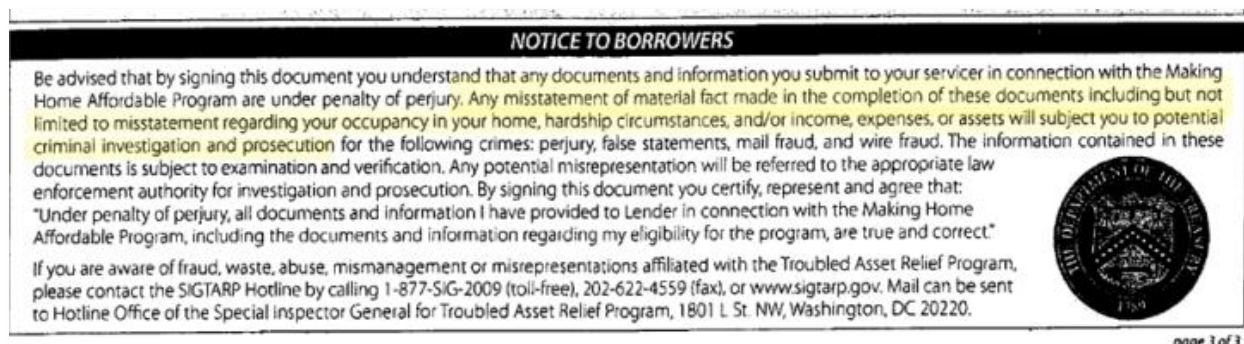 NOTICE TO BORROWERS
Be advised that by signing this document you understand that any documents and information you submit to your servicer in connection with the Making
Home Affordable Program are under penalty of perjury. Any misstatement of material fact made in the completion of these documents including but not
limited to misstatement regarding your occupancy in your home, hardship circumstances, and/or income, expenses, or assets will subject you to potential
criminal investigation and prosecution for the following crimes: perjury, false statements, mail fraud, and wire fraud. The information contained in these
documents is subject to examination and verification. Any potential misrepresentation will be referred to the appropriate law
enforcement authority for investigation and prosecution. By signing this document you certify, represent and agree that:
"Under penalty of perjury, all documents and information I have provided to Lender in connection with the Making Home
Affordable Program, including the documents and information regarding my eligibility for the program, are true and correct."
If you are aware of fraud, waste, abuse, mismanagement or misrepresentations affiliated with the Troubled Asset Relief Program,
please contact the SIGTARP Hotline by calling 1-877-SIG-2009 (toll-free), 202-622-4559 (fax), or www.sigtarp.gov. Mail can be sent
to Hotline Office of the Special Inspector General for Troubled Asset Relief Program, 1801 L St. NW, Washington, DC 20220.
THE DEPARTMENT OF THE TREASURY
1789
page 3 of 3